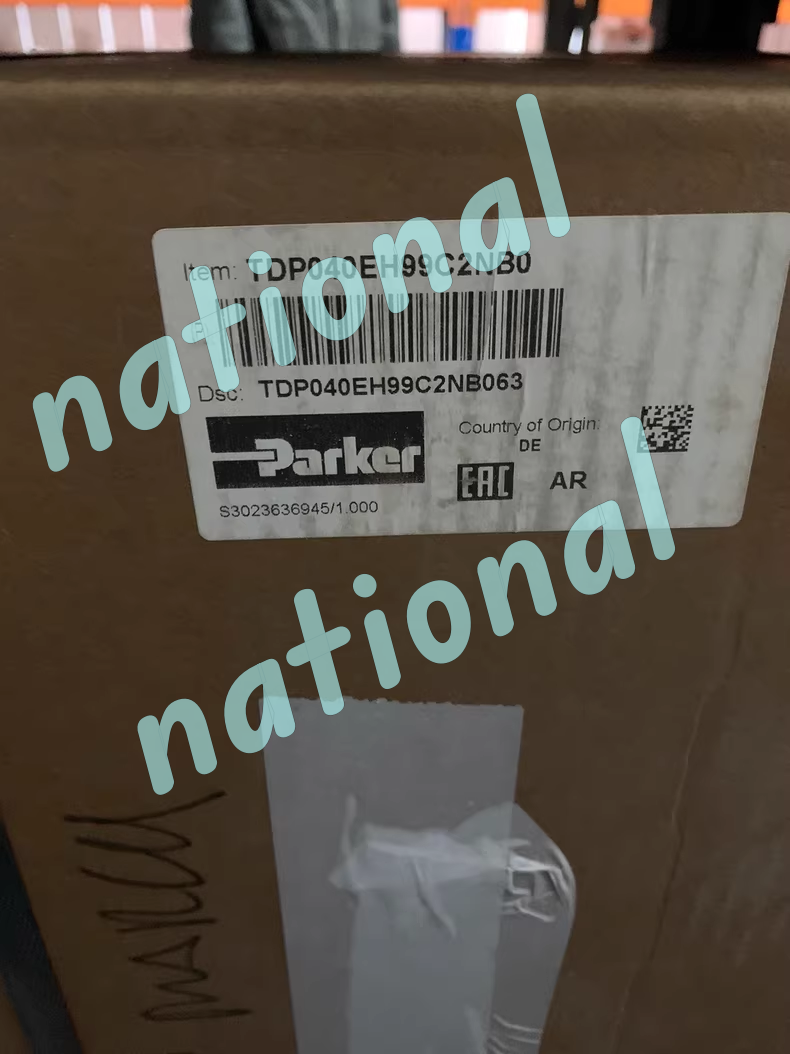 national
Item: TDP040EH99C2NB0
Dsc: TDP040EH99C2NB063
Parker
Country of Origin:
DE
EAC
AR
S3023636945/1.000
national